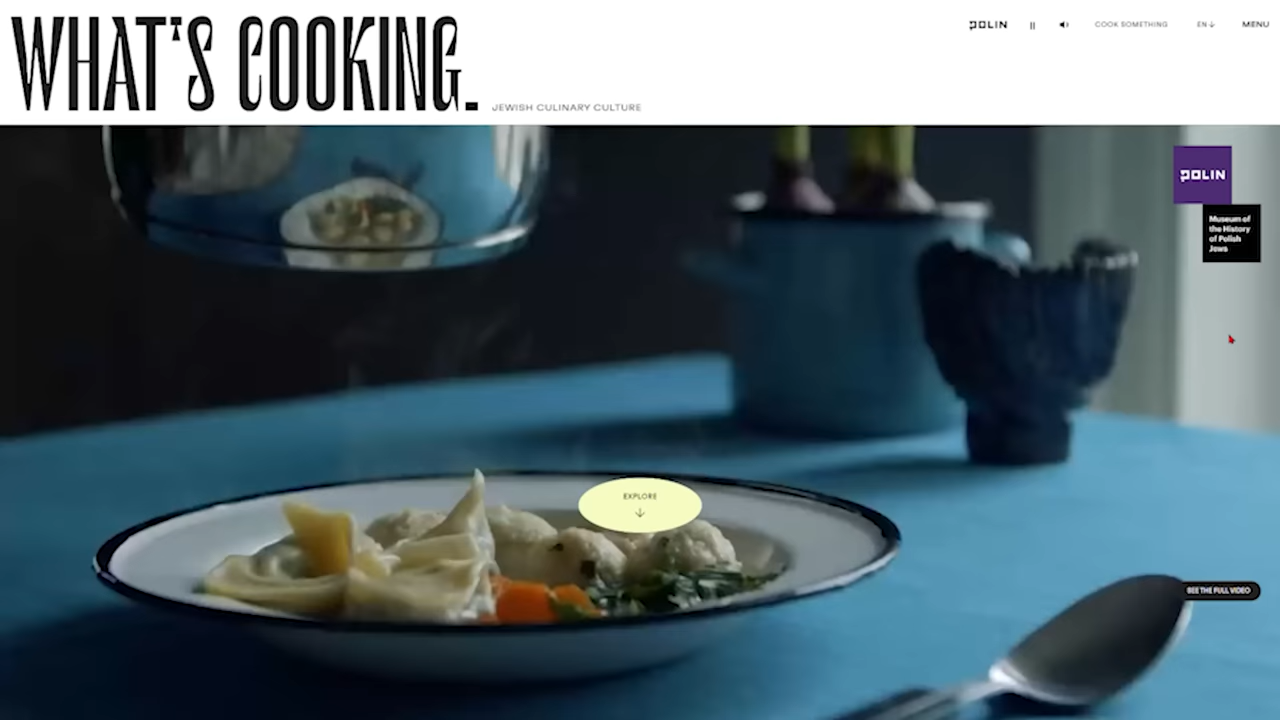 WHAT'S COOKING.
JEWISH CULINARY CULTURE
POLIN
COOK SOMETHING
EN
MENU
POLIN
Museum of
the History
of Polish
Jews
EXPLORE
SEE THE FULL VIDEO